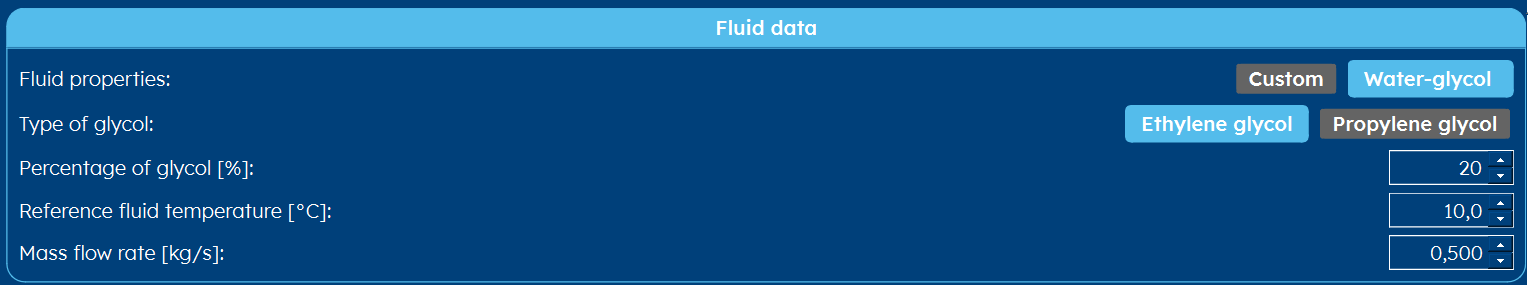 Fluid data
Fluid properties: Custom Water-glycol
Type of glycol: Ethylene glycol Propylene glycol
Percentage of glycol [%]: 20
Reference fluid temperature [°C]: 10,0
Mass flow rate [kg/s]: 0,500